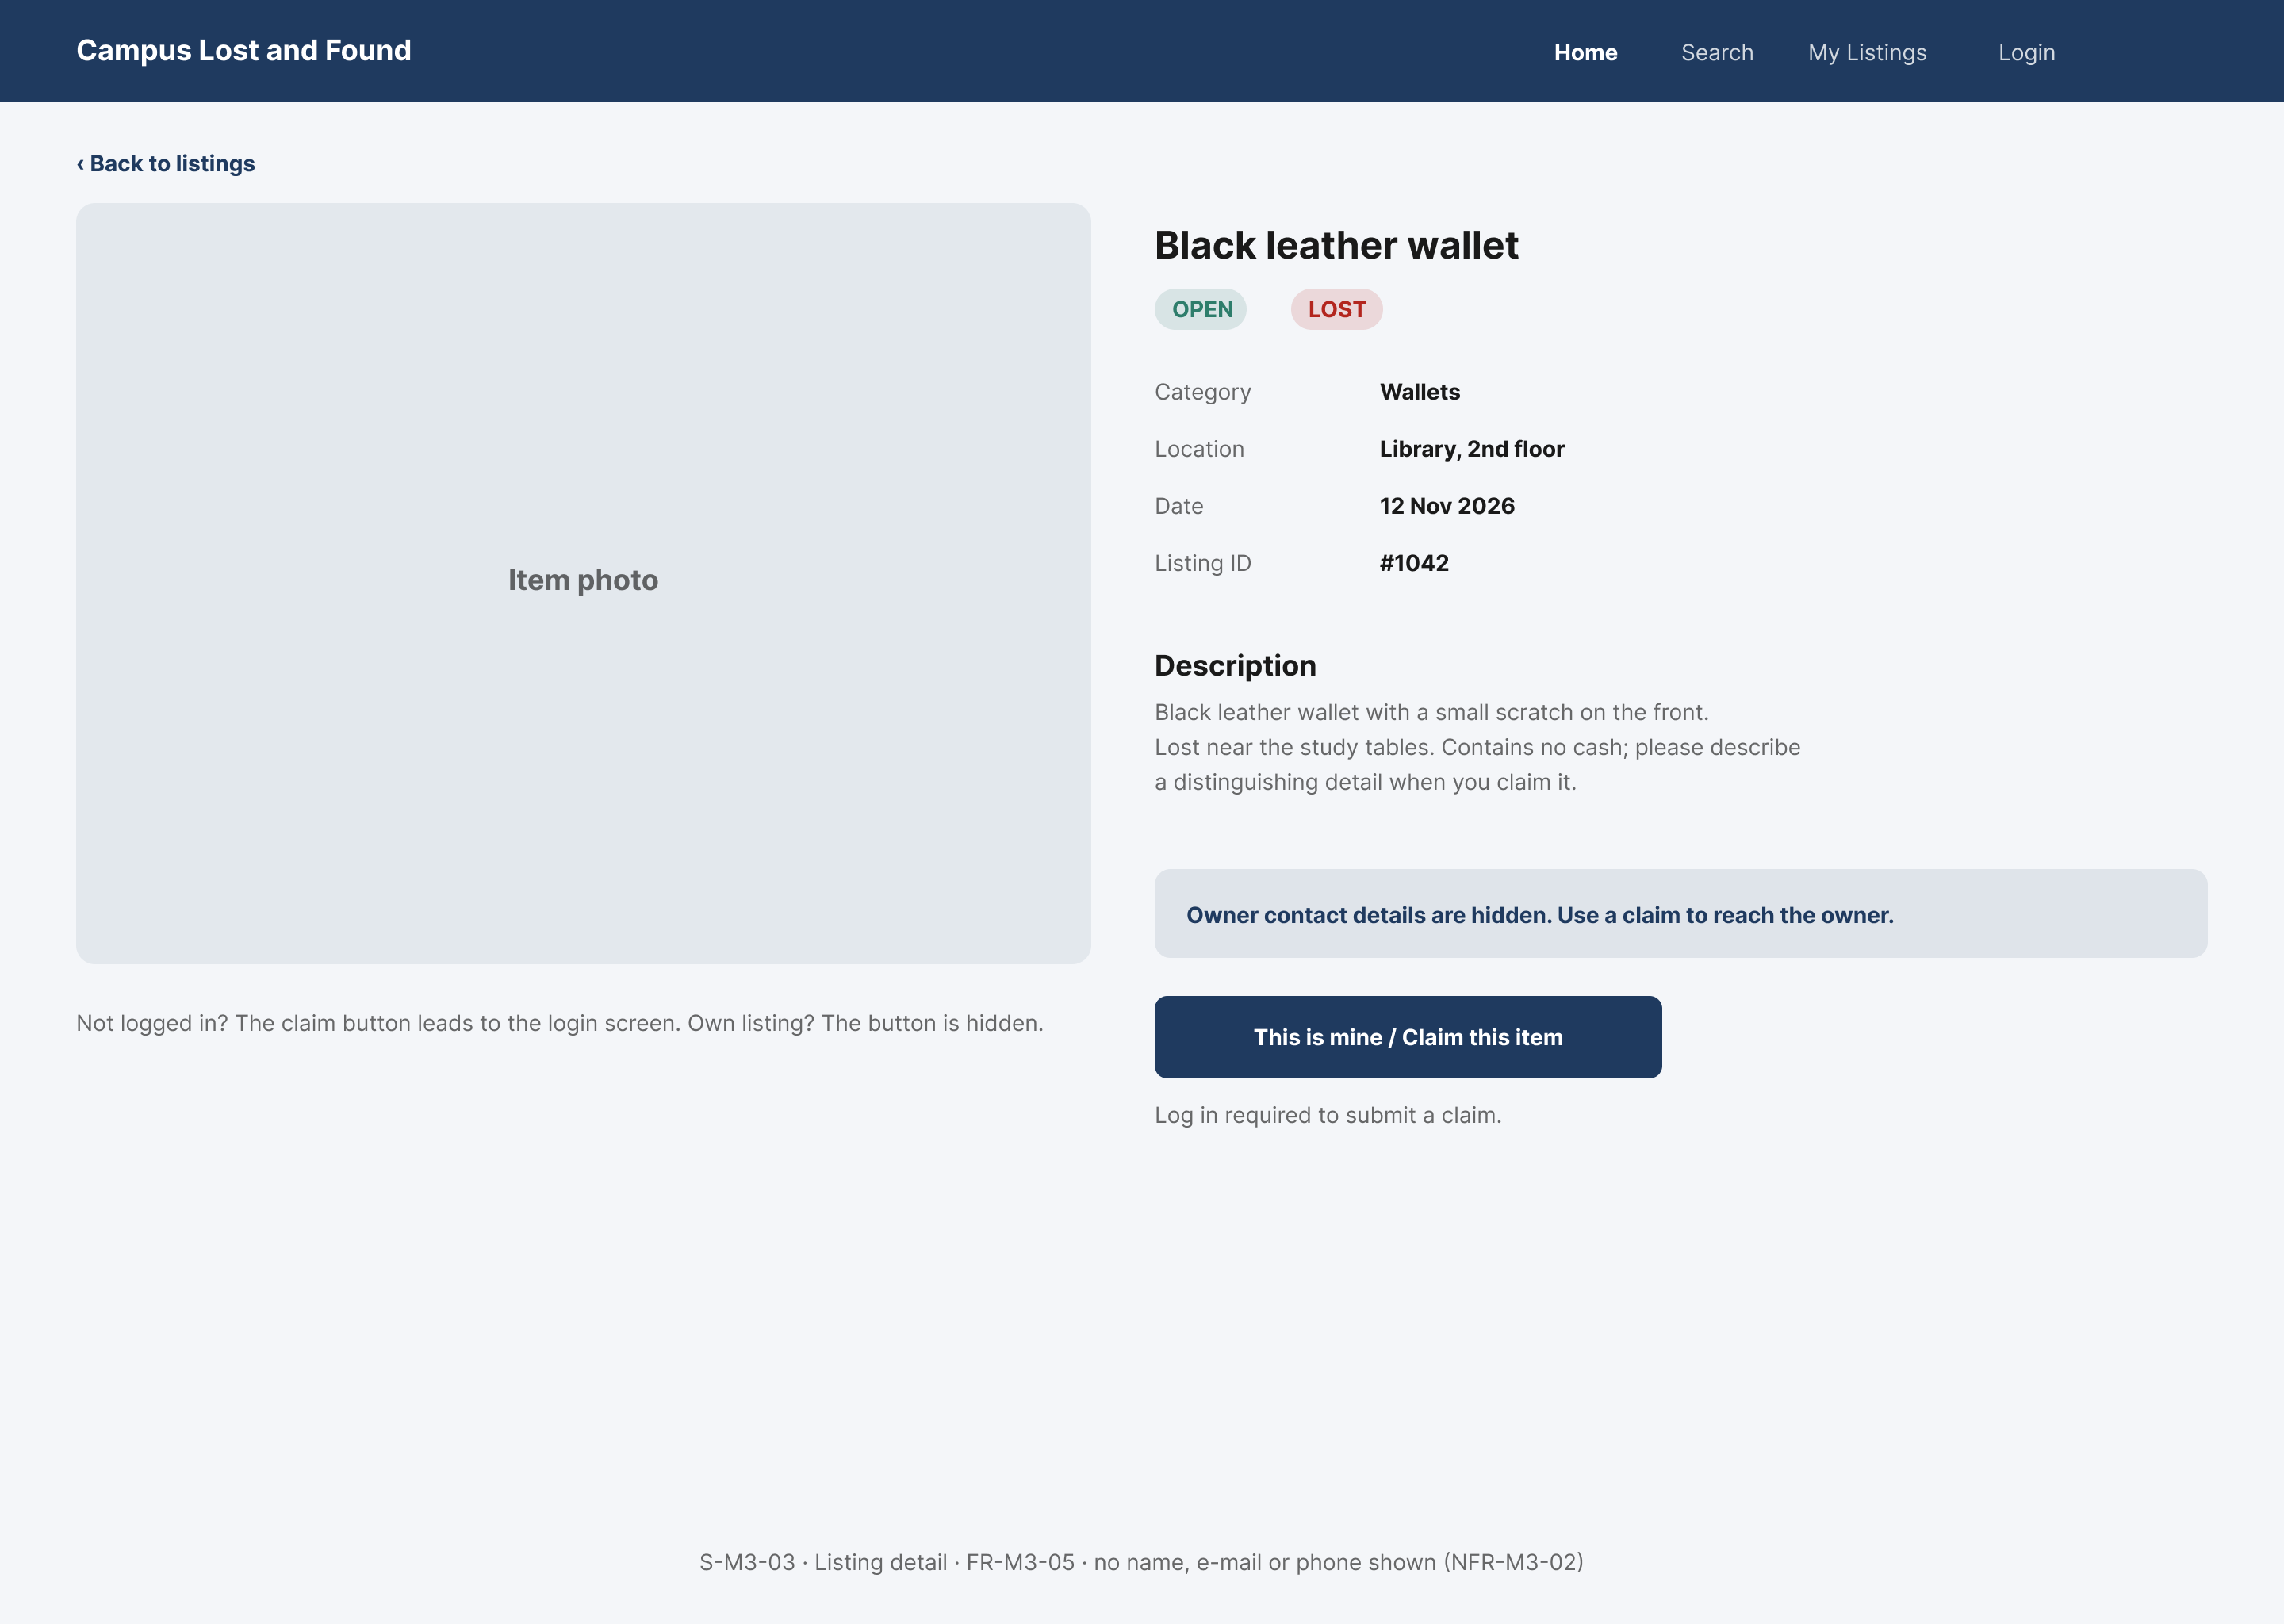 Campus Lost and Found
Home Search My Listings Login
‹ Back to listings
Item photo
Not logged in? The claim button leads to the login screen. Own listing? The button is hidden.
Black leather wallet
OPEN LOST
Category Wallets
Location Library, 2nd floor
Date 12 Nov 2026
Listing ID #1042
Description
Black leather wallet with a small scratch on the front.
Lost near the study tables. Contains no cash; please describe
a distinguishing detail when you claim it.
Owner contact details are hidden. Use a claim to reach the owner.
This is mine / Claim this item
Log in required to submit a claim.
S-M3-03 · Listing detail · FR-M3-05 · no name, e-mail or phone shown (NFR-M3-02)